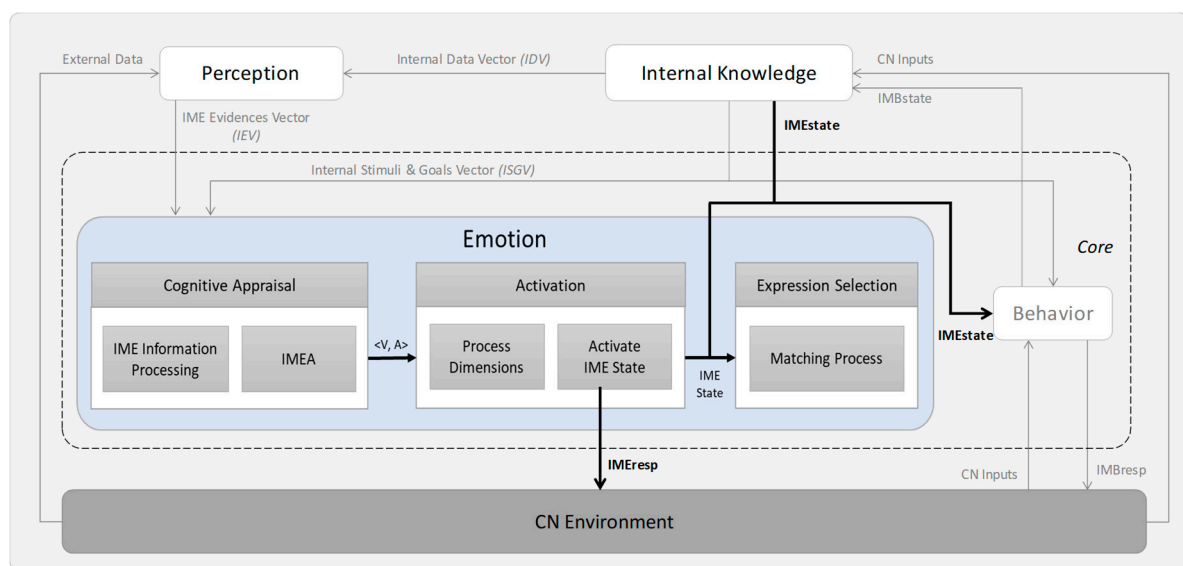 External Data
Perception
Internal Data Vector (IDV)
Internal Knowledge
CN Inputs
IMBstate
IME Evidences Vector
(IEV)
IMEstate
Internal Stimuli & Goals Vector (ISGV)
Emotion
Core
Cognitive Appraisal
Activation
Expression Selection
Behavior
<V, A>
IME Information
Processing
IMEA
Process
Dimensions
Activate
IME State
IME
State
Matching Process
IMEstate
IMEresp
CN Inputs
IMBresp
CN Environment